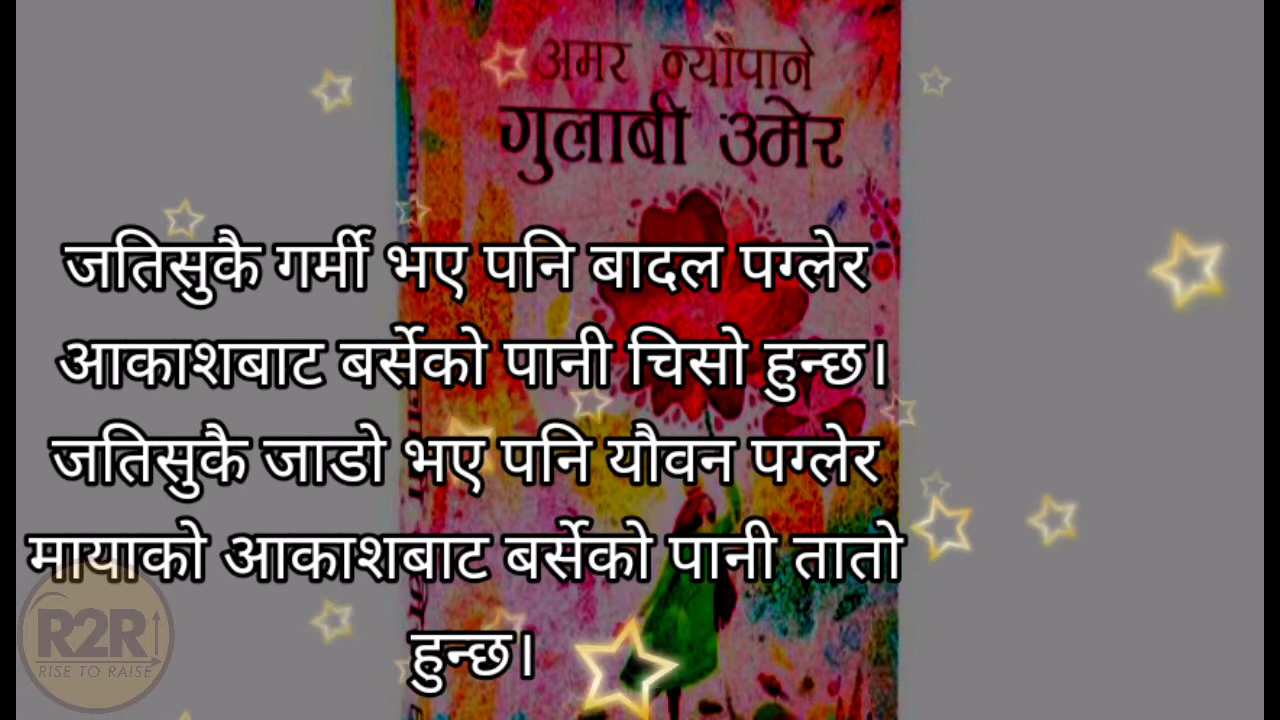 अमर न्यौपाने
गुलाबी उमेर
जतिसुकै गर्मी भए पनि बादल पग्लेर
आकाशबाट बर्सेको पानी चिसो हुन्छ।
जतिसुकै जाडो भए पनि यौवन पग्लेर
मायाको आकाशबाट बर्सेको पानी तातो
हुन्छ।
R2R
RISE TO RAISE